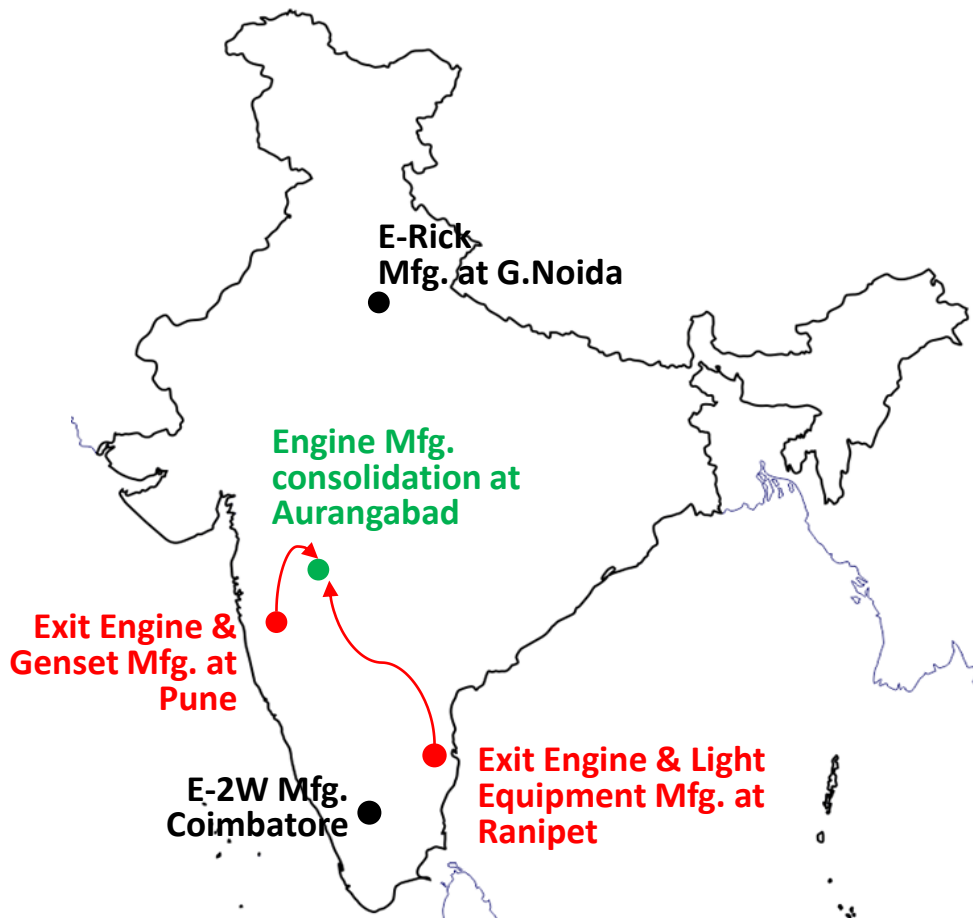 E-Rick
Mfg. at G.Noida
Engine Mfg.
consolidation at
Aurangabad
Exit Engine &
Genset Mfg. at
Pune
Exit Engine & Light
Equipment Mfg. at
Ranipet
E-2W Mfg.
Coimbatore